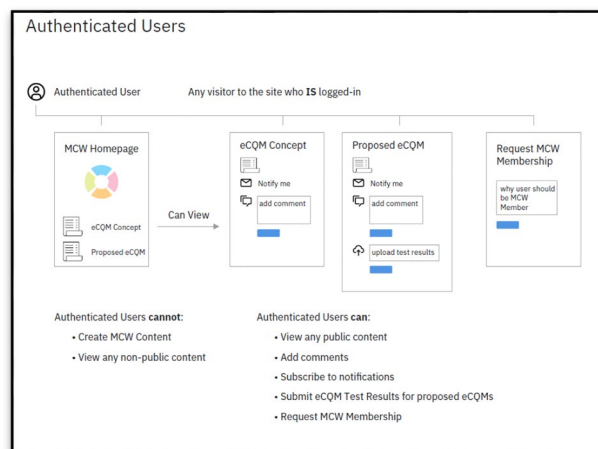 Authenticated Users
Authenticated User
Any visitor to the site who IS logged-in
MCW Homepage
eCQM Concept
Proposed eCQM
Can View
eCQM Concept
Notify me
add comment
Proposed eCQM
Notify me
add comment
upload test results
Request MCW
Membership
why user should
be MCW
Member
Authenticated Users cannot:
• Create MCW Content
• View any non-public content
Authenticated Users can:
• View any public content
• Add comments
• Subscribe to notifications
• Submit eCQM Test Results for proposed eCQMs
• Request MCW Membership